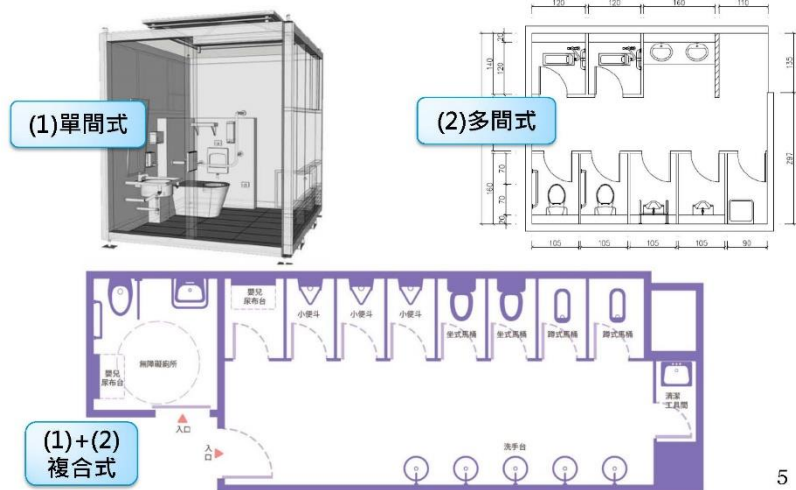 (1)單間式
(2)多間式
120
120
160
110
140
20
120
135
297
160
70
70
20
105
105
105
105
90
嬰兒
尿布台
小便斗
小便斗
小便斗
坐式馬桶
坐式馬桶
蹲式馬桶
蹲式馬桶
無障礙廁所
嬰兒
尿布台
清潔
工具間
入口
入
口
洗手台
(1)+(2)
複合式
5